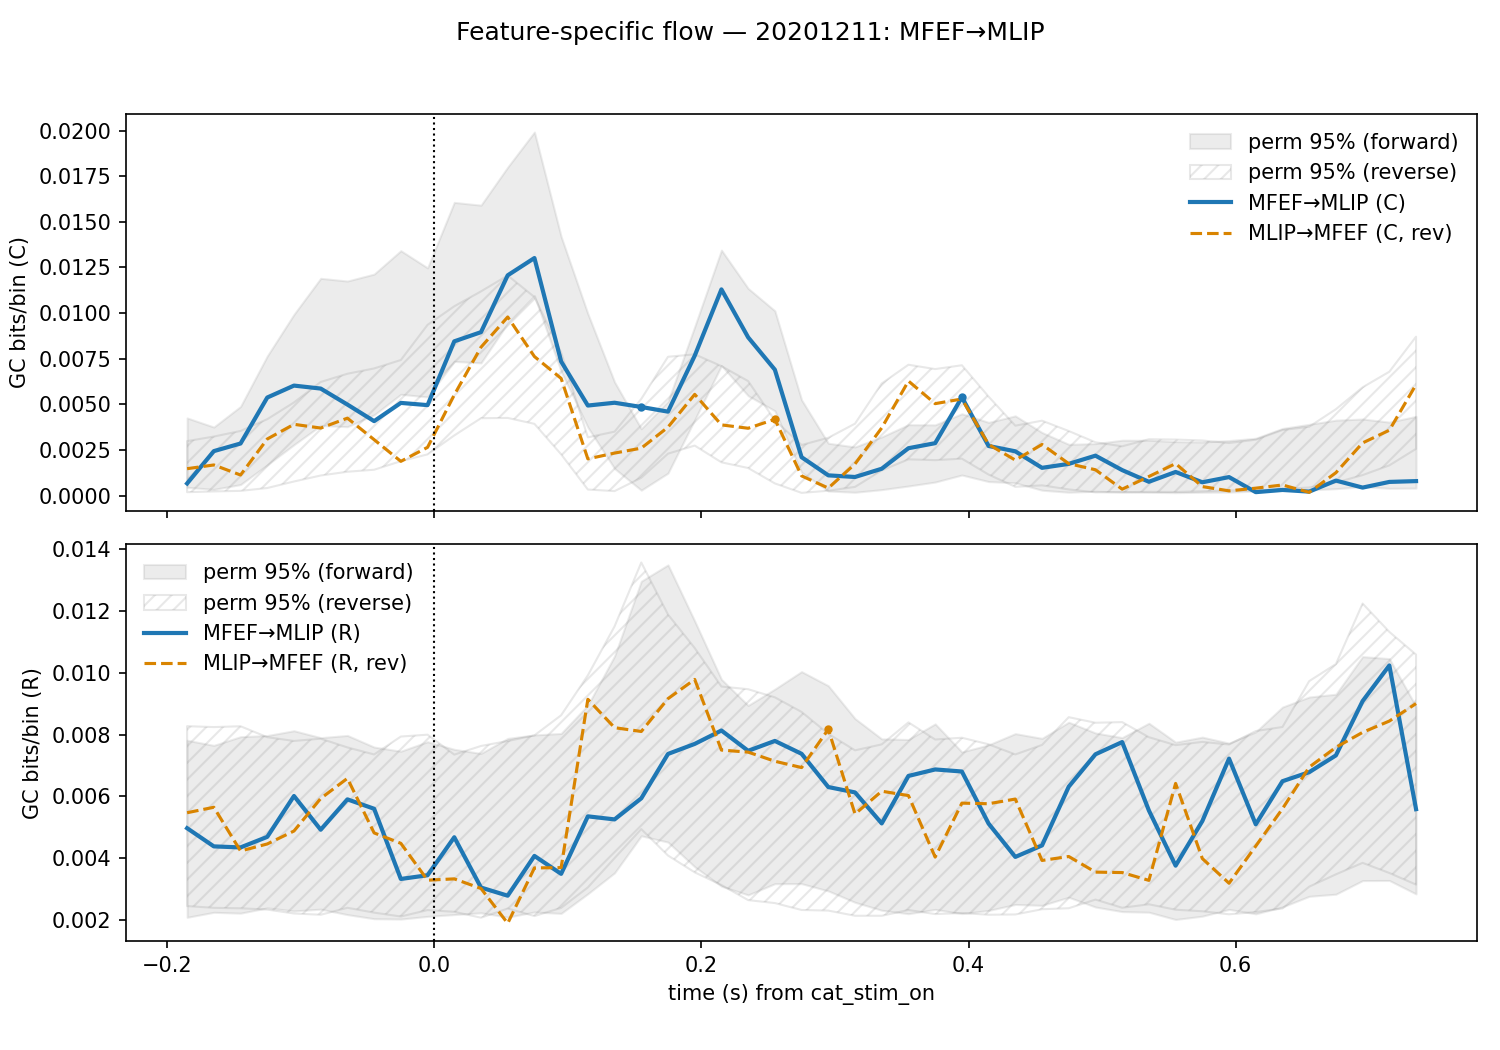 Feature-specific flow — 20201211: MFEF→MLIP
GC bits/bin (C)
0.0200
0.0175
0.0150
0.0125
0.0100
0.0075
0.0050
0.0025
0.0000
perm 95% (forward)
perm 95% (reverse)
MFEF→MLIP (C)
MLIP→MFEF (C, rev)
GC bits/bin (R)
0.014
0.012
0.010
0.008
0.006
0.004
0.002
perm 95% (forward)
perm 95% (reverse)
MFEF→MLIP (R)
MLIP→MFEF (R, rev)
−0.2 0.0 0.2 0.4 0.6
time (s) from cat_stim_on